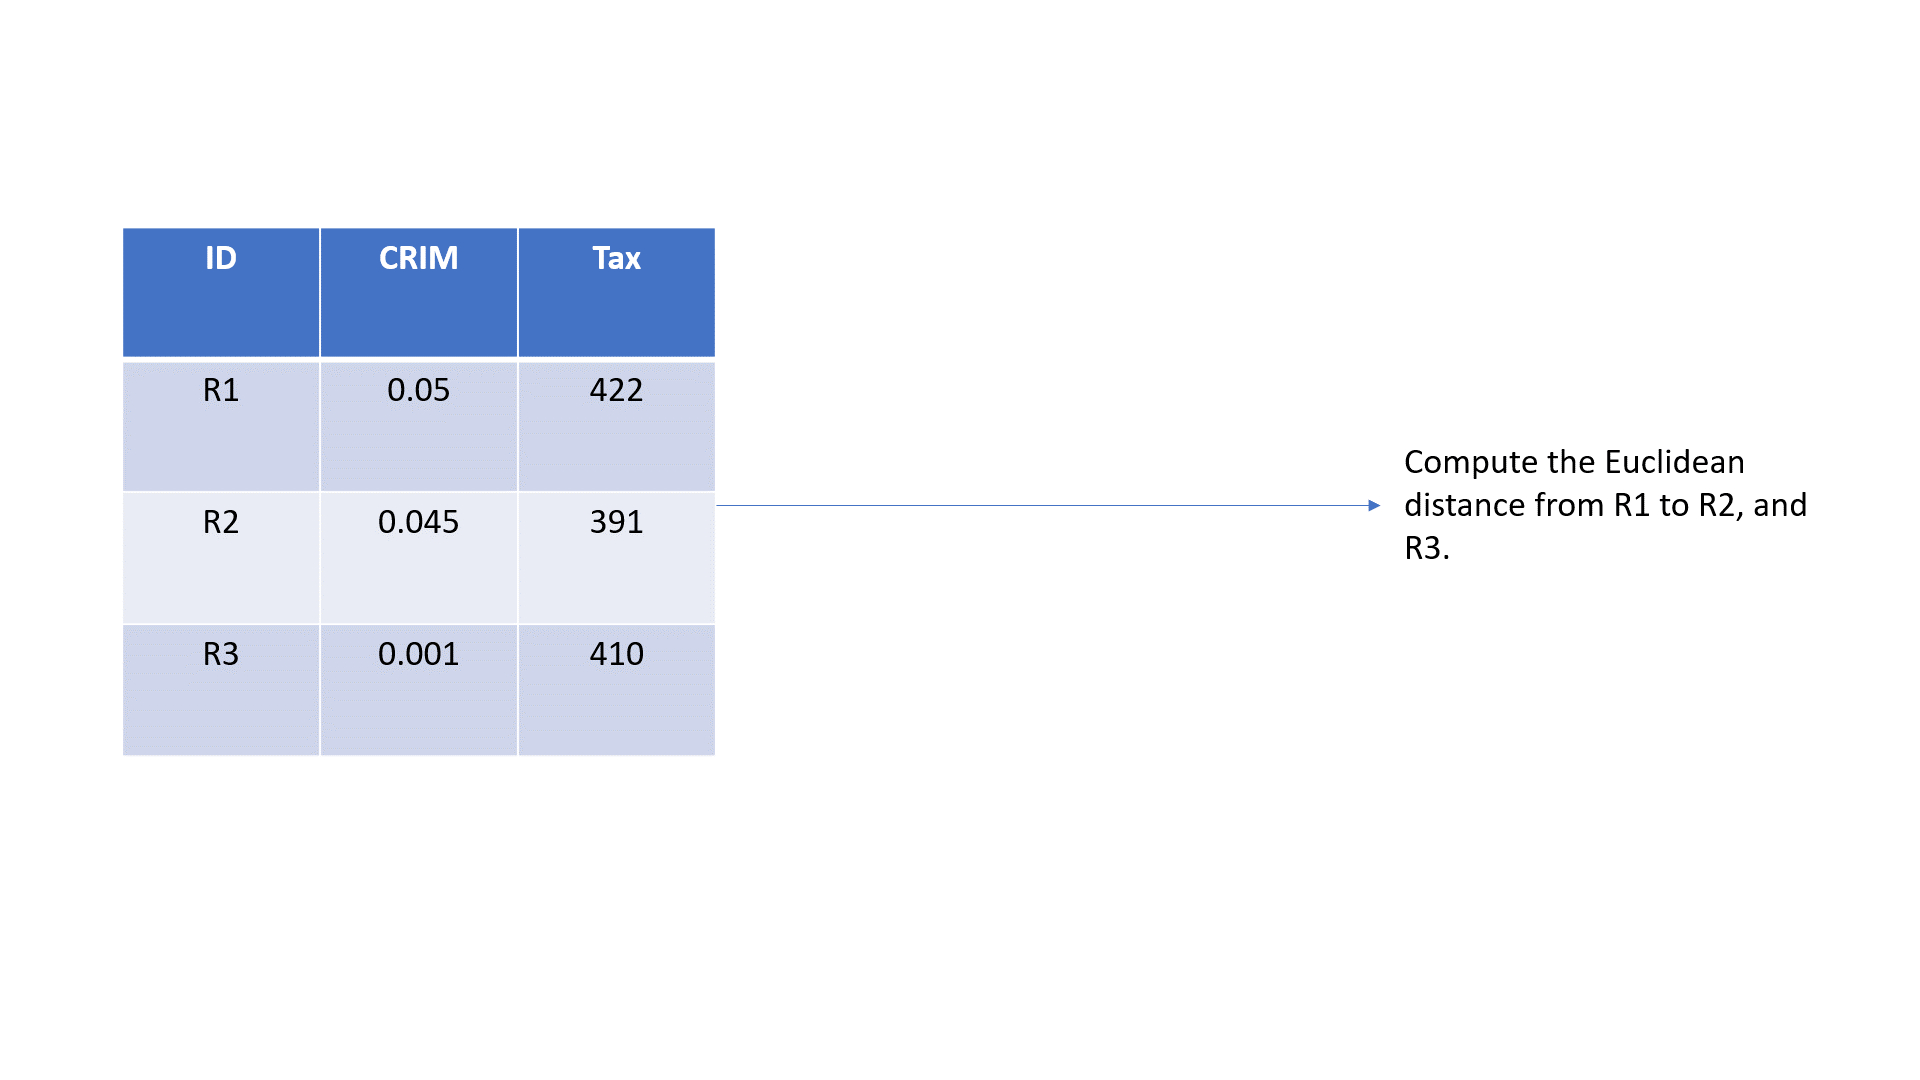 ID CRIM Tax
R1 0.05 422
R2 0.045 391
R3 0.001 410
Compute the Euclidean
distance from R1 to R2, and
R3.